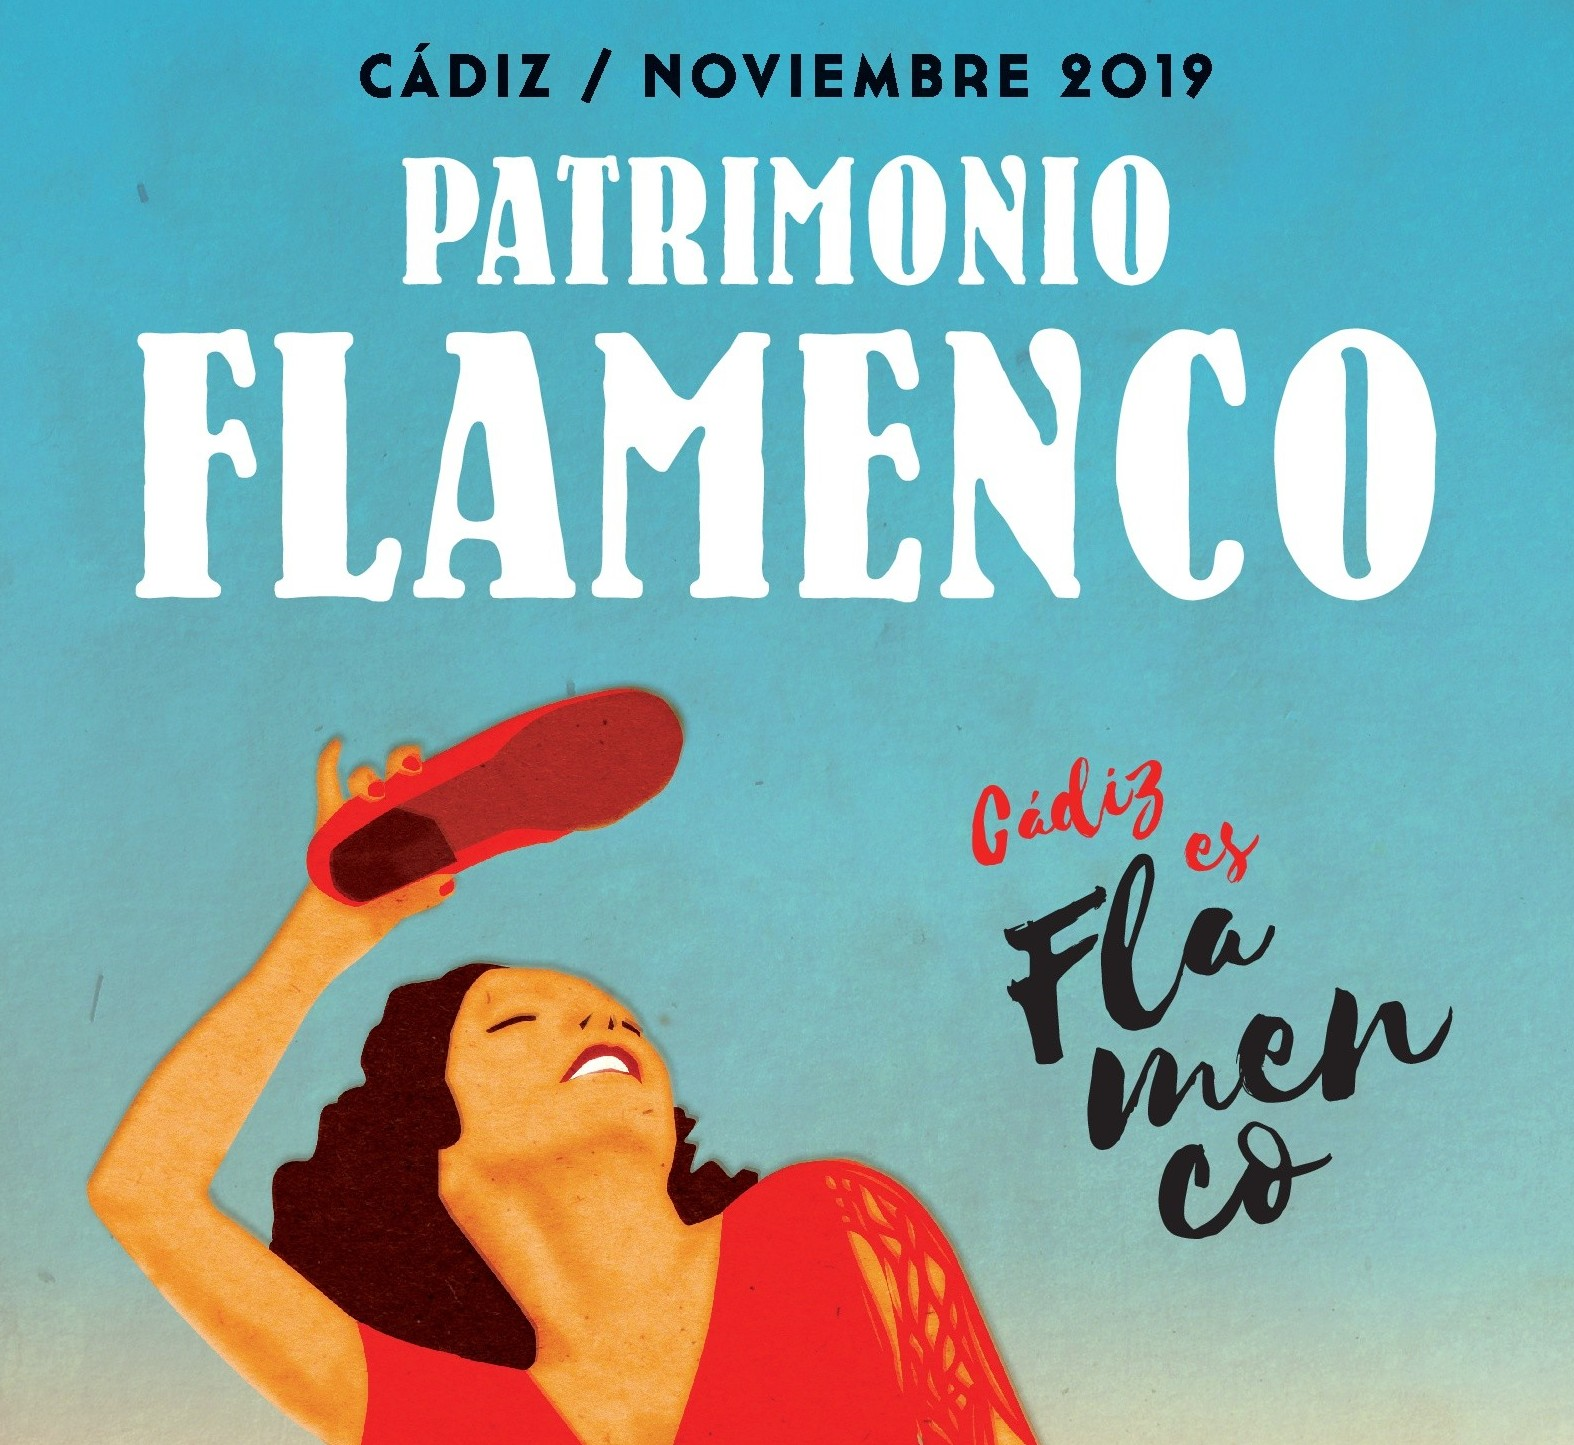 CÁDIZ / NOVIEMBRE 2019
PATRIMONIO
FLAMENCO
Cádiz
es
Fla
men
co